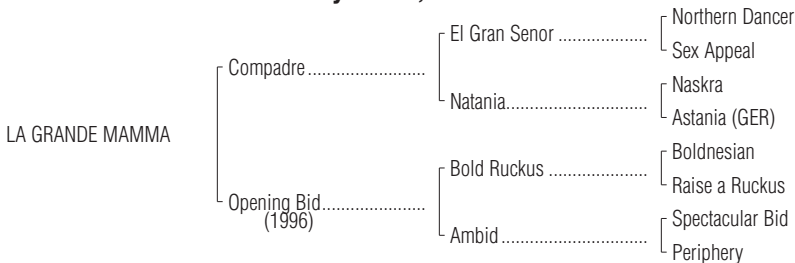 Northern Dancer
El Gran Senor ....................
Sex Appeal
Compadre..........................
Naskra
Natania................................
Astania (GER)
LA GRANDE MAMMA
Boldnesian
Bold Ruckus .......................
Raise a Ruckus
Opening Bid.......................
(1996)
Spectacular Bid
Ambid.................................
Periphery